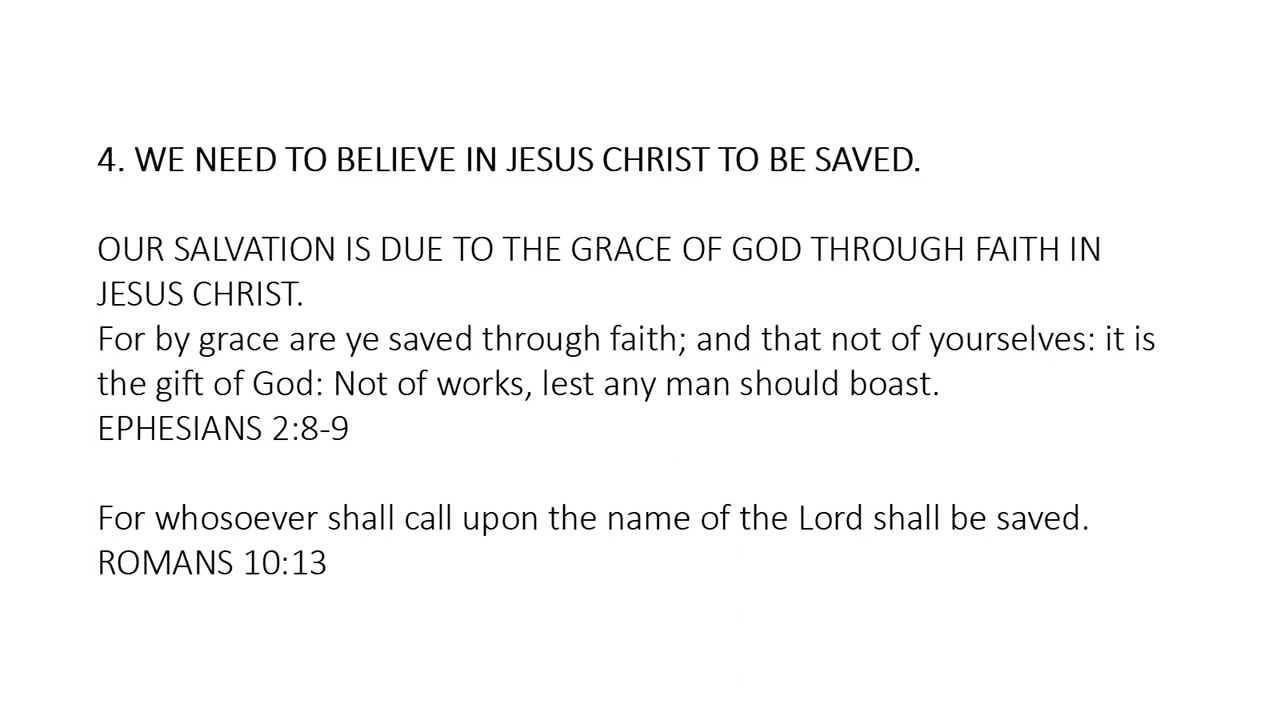 4. WE NEED TO BELIEVE IN JESUS CHRIST TO BE SAVED.
OUR SALVATION IS DUE TO THE GRACE OF GOD THROUGH FAITH IN
JESUS CHRIST.
For by grace are ye saved through faith; and that not of yourselves: it is
the gift of God: Not of works, lest any man should boast.
EPHESIANS 2:8-9
For whosoever shall call upon the name of the Lord shall be saved.
ROMANS 10:13